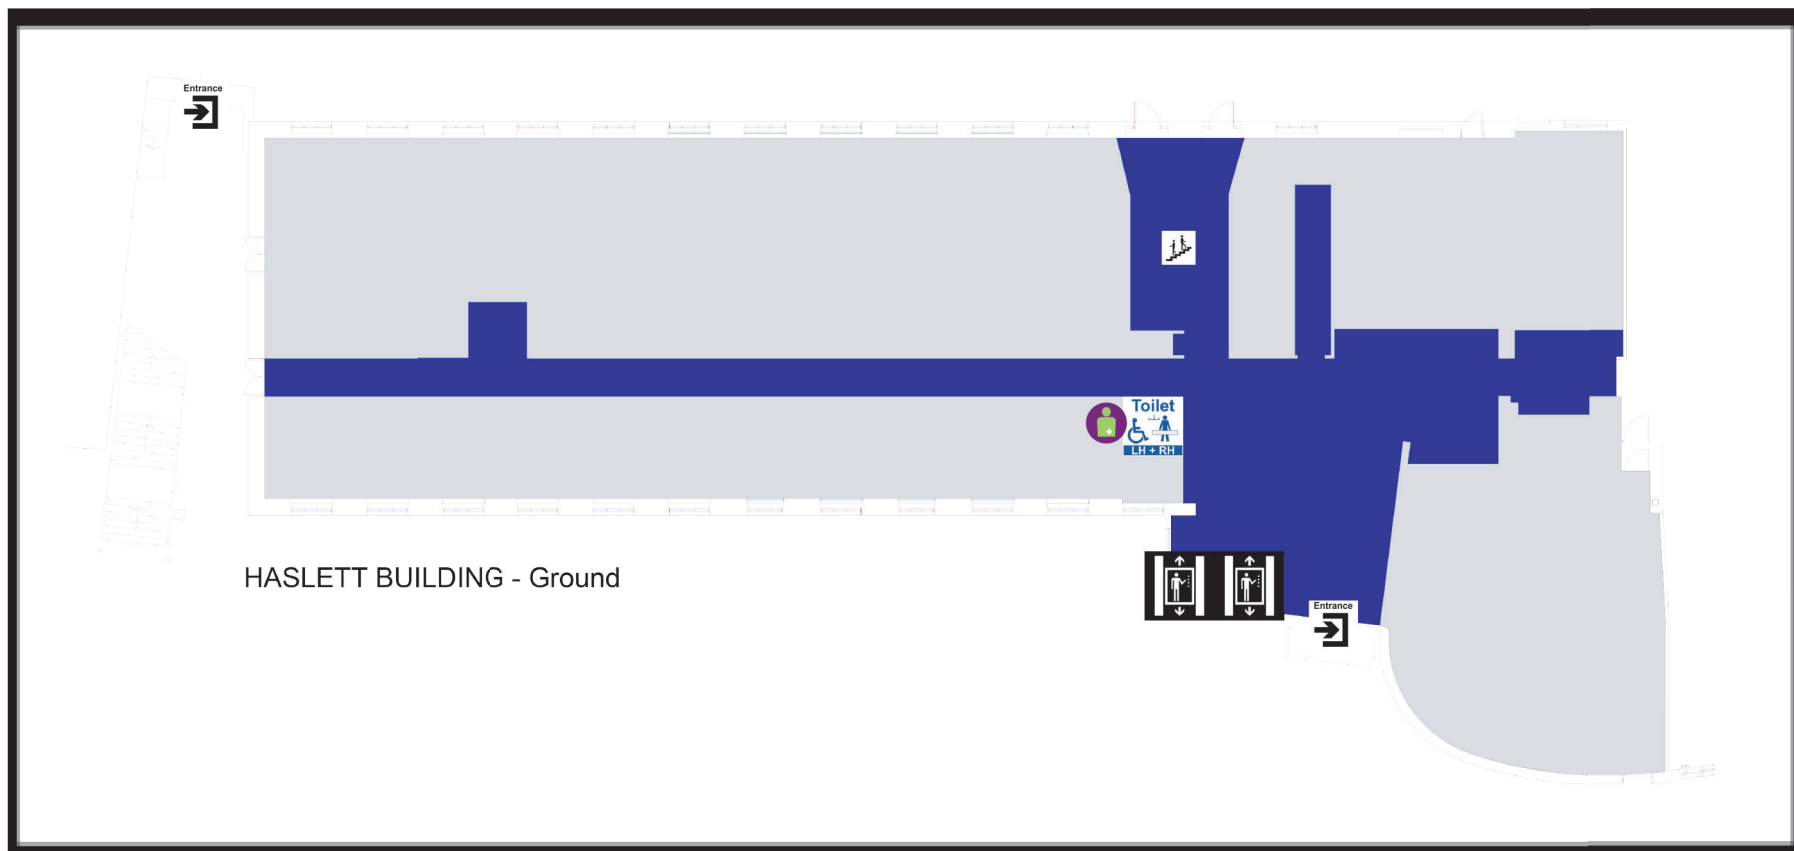 Entrance
Toilet
LH + RH
HASLETT BUILDING - Ground
Entrance